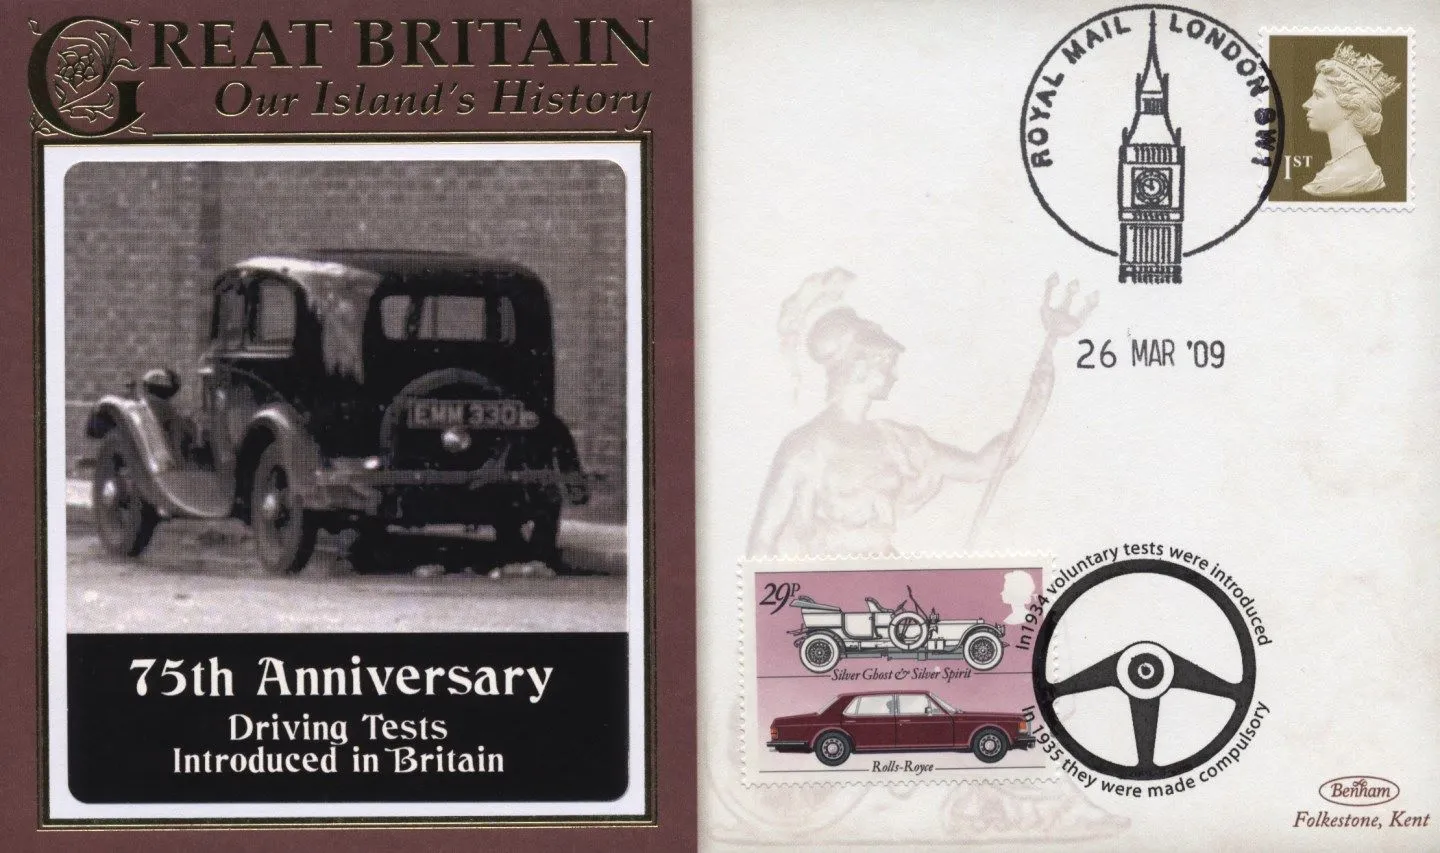 GREAT BRITAIN
Our Island's History
EMM 330
75th Anniversary
Driving Tests
Introduced in Britain
ROYAL MAIL LONDON SW1
1ST
26 MAR '09
29P
Silver Ghost & Silver Spirit
Rolls-Royce
In 1934 voluntary tests were introduced
In 1935 they were made compulsory
Benham
Folkestone, Kent